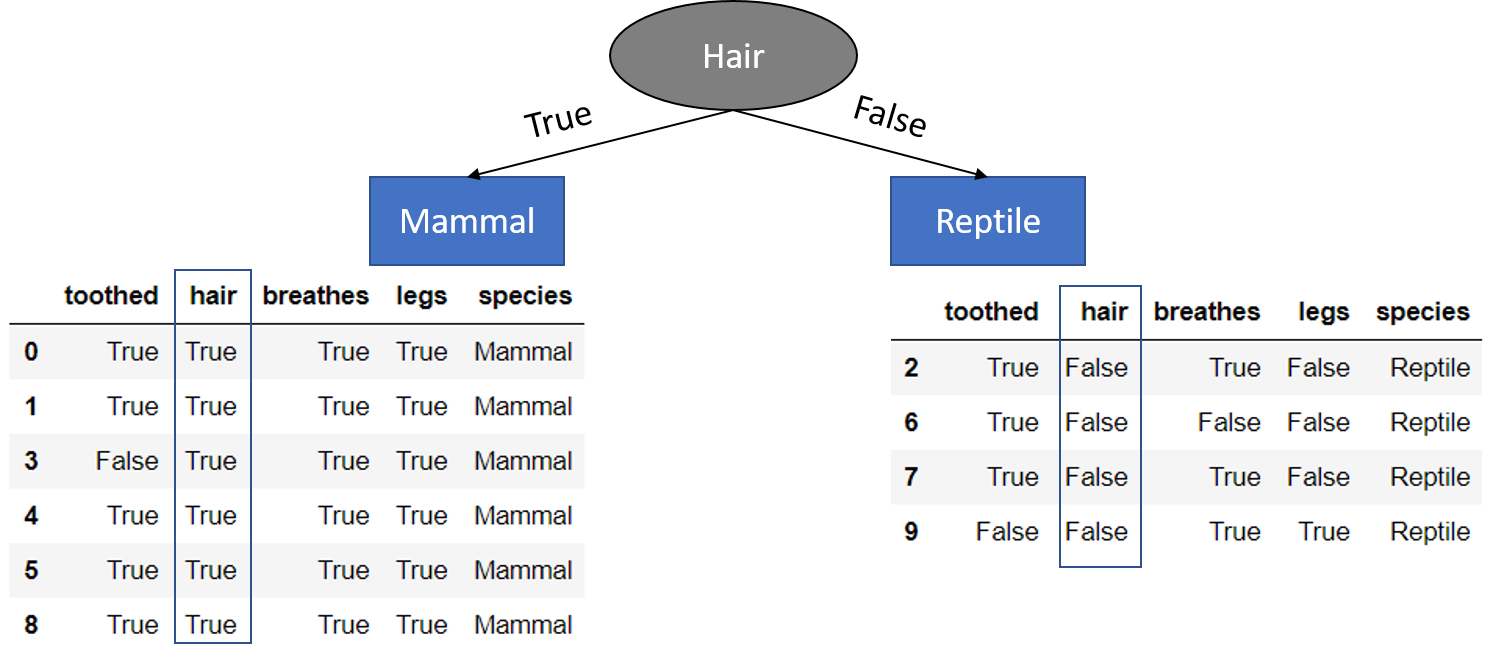 Hair
True
False
Mammal
Reptile
toothed hair breathes legs species
0 True True True True Mammal
1 True True True True Mammal
3 False True True True Mammal
4 True True True True Mammal
5 True True True True Mammal
8 True True True True Mammal
toothed hair breathes legs species
2 True False True False Reptile
6 True False False False Reptile
7 True False True False Reptile
9 False False True True Reptile